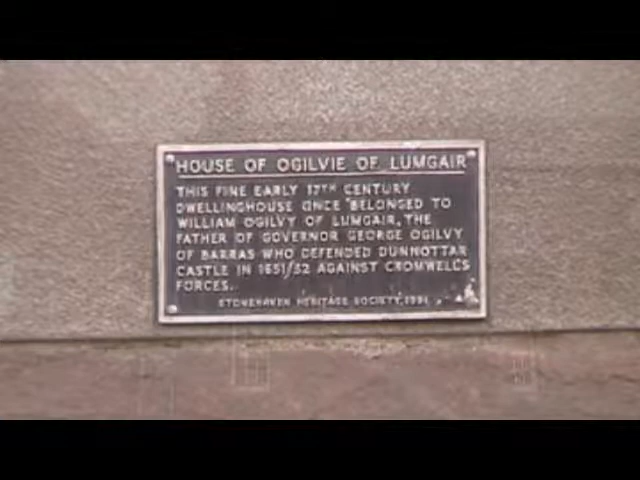 HOUSE OF OGILVIE OF LUMGAIR
THIS FINE EARLY 17TH CENTURY
DWELLINGHOUSE ONCE BELONGED TO
WILLIAM OGILVY OF LUMGAIR, THE
FATHER OF GOVERNOR GEORGE OGILVY
OF BARRAS WHO DEFENDED DUNNOTTAR
CASTLE IN 1651/52 AGAINST CROMWELL'S
FORCES.
STONEHAVEN HERITAGE SOCIETY, 1991